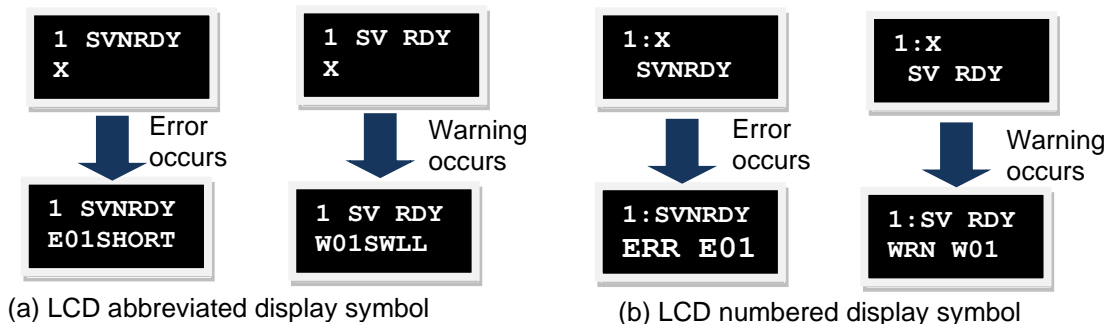 1 SVNRDY
X
Error
occurs
1 SVNRDY
E01SHORT
1 SV RDY
X
Warning
occurs
1 SV RDY
W01SWLL
(a) LCD abbreviated display symbol
1:X
SVNRDY
Error
occurs
1:SVNRDY
ERR E01
1:X
SV RDY
Warning
occurs
1:SV RDY
WRN W01
(b) LCD numbered display symbol